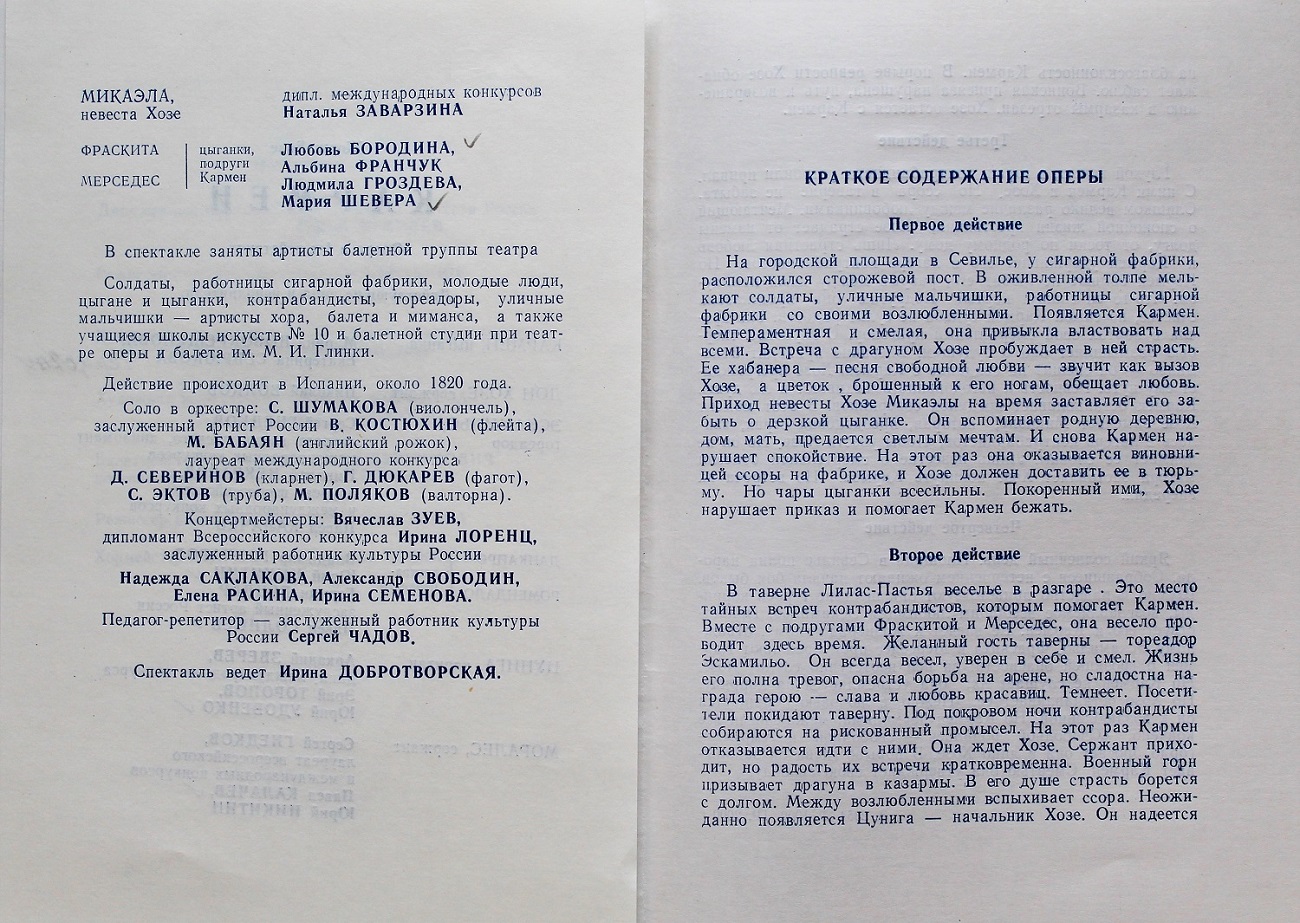 МИКАЭЛА,
невеста Хозе
дипл. международных конкурсов
Наталья ЗАВАРЗИНА
ФРАСКИТА
МЕРСЕДЕС
цыганки,
подруги
Кармен
Любовь БОРОДИНА,
Альбина ФРАНЧУК
Людмила ГРОЗДЕВА,
Мария ШЕВЕРА
В спектакле заняты артисты балетной труппы театра
Солдаты, работницы сигарной фабрики, молодые люди,
цыгане и цыганки, контрабандисты, тореадоры, уличные
мальчишки — артисты хора, балета и миманса, а также
учащиеся школы искусств № 10 и балетной студии при теат-
ре оперы и балета им. М. И. Глинки.
Действие происходит в Испании, около 1820 года.
Соло в оркестре: С. ШУМАКОВА (виолончель),
заслуженный артист России В. КОСТЮХИН (флейта),
М. БАБАЯН (английский рожок),
лауреат международного конкурса
Д. СЕВЕРИНОВ (кларнет), Г. ДЮКАРЕВ (фагот),
С. ЭКТОВ (труба), М. ПОЛЯКОВ (валторна).
Концертмейстеры: Вячеслав ЗУЕВ,
дипломант Всероссийского конкурса Ирина ЛОРЕНЦ,
заслуженный работник культуры России
Надежда САКЛАКОВА, Александр СВОБОДИН,
Елена РАСИНА, Ирина СЕМЕНОВА.
Педагог-репетитор — заслуженный работник культуры
России Сергей ЧАДОВ.
Спектакль ведет Ирина ДОБРОТВОРСКАЯ.
КРАТКОЕ СОДЕРЖАНИЕ ОПЕРЫ
Первое действие
На городской площади в Севилье, у сигарной фабрики,
расположился сторожевой пост. В оживленной толпе мель-
кают солдаты, уличные мальчишки, работницы сигарной
фабрики со своими возлюбленными. Появляется Кармен.
Темпераментная и смелая, она привыкла властвовать над
всеми. Встреча с драгуном Хозе пробуждает в ней страсть.
Ее хабанера — песня свободной любви — звучит как вызов
Хозе, а цветок , брошенный к его ногам, обещает любовь.
Приход невесты Хозе Микаэлы на время заставляет его за-
быть о дерзкой цыганке. Он вспоминает родную деревню,
дом, мать, предается светлым мечтам. И снова Кармен на-
рушает спокойствие. На этот раз она оказывается виновни-
цей ссоры на фабрике, и Хозе должен доставить ее в тюрь-
му. Но чары цыганки всесильны. Покоренный ими, Хозе
нарушает приказ и помогает Кармен бежать.
Второе действие
В таверне Лилас-Пастья веселье в разгаре . Это место
тайных встреч контрабандистов, которым помогает Кармен.
Вместе с подругами Фраскитой и Мерседес, она весело про-
водит здесь время. Желанный гость таверны — тореадор
Эскамильо. Он всегда весел, уверен в себе и смел. Жизнь
его полна тревог, опасна борьба на арене, но сладостна на-
града герою — слава и любовь красавиц. Темнеет. Посети-
тели покидают таверну. Под покровом ночи контрабандисты
собираются на рискованный промысел. На этот раз Кармен
отказывается идти с ними. Она ждет Хозе. Сержант прихо-
дит, но радость их встречи кратковременна. Военный горн
призывает драгуна в казармы. В его душе страсть борется
с долгом. Между возлюбленными вспыхивает ссора. Неожи-
данно появляется Цунига — начальник Хозе. Он надеется